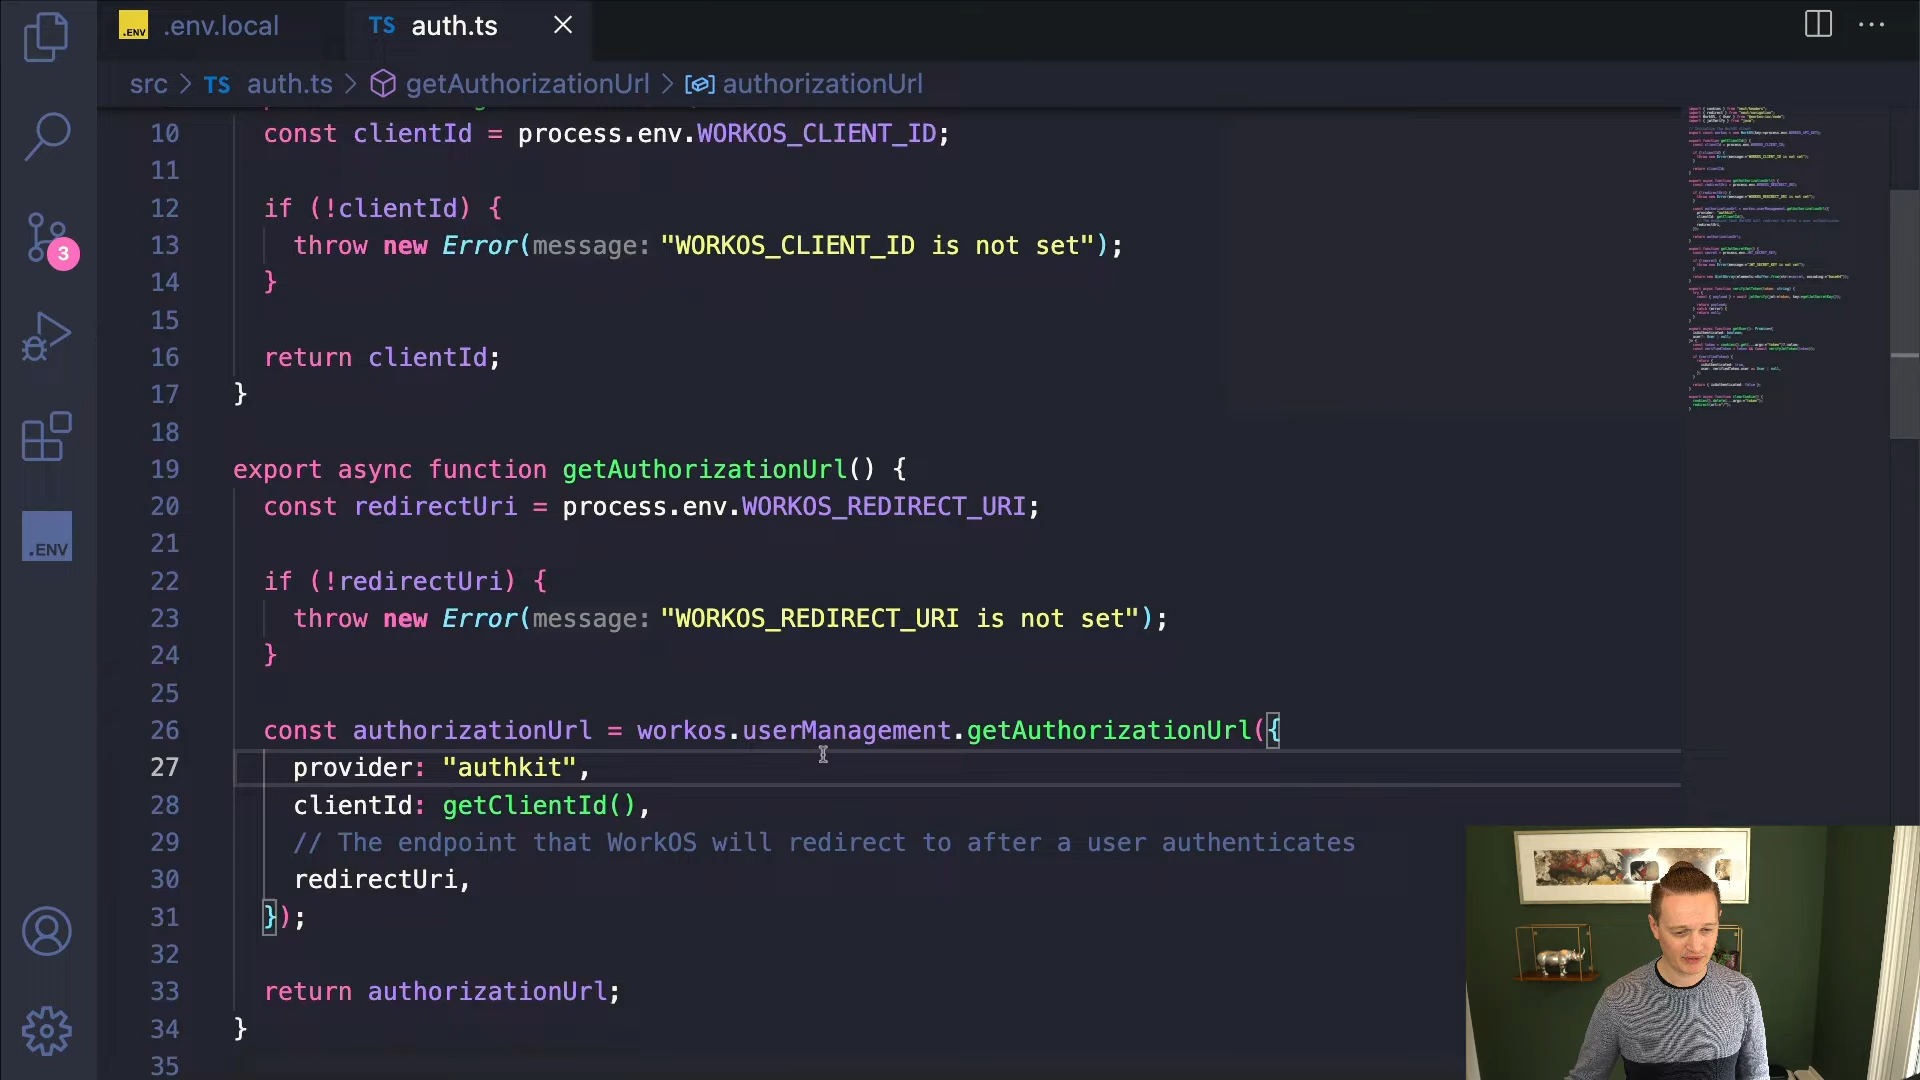 .ENV .env.local TS auth.ts
src > TS auth.ts > getAuthorizationUrl > authorizationUrl
10 const clientId = process.env.WORKOS_CLIENT_ID;
11
12 if (!clientId) {
13 throw new Error(message: "WORKOS_CLIENT_ID is not set");
14 }
15
16 return clientId;
17 }
18
19 export async function getAuthorizationUrl() {
20 const redirectUri = process.env.WORKOS_REDIRECT_URI;
21
22 if (!redirectUri) {
23 throw new Error(message: "WORKOS_REDIRECT_URI is not set");
24 }
25
26 const authorizationUrl = workos.userManagement.getAuthorizationUrl({
27 provider: "authkit",
28 clientId: getClientId(),
29 // The endpoint that WorkOS will redirect to after a user authenticates
30 redirectUri,
31 });
32
33 return authorizationUrl;
34 }
35
3
.ENV